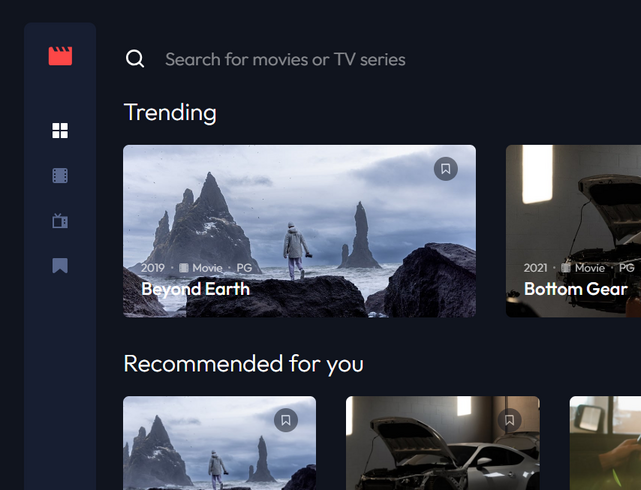 Search for movies or TV series
Trending
2019 · Movie · PG
Beyond Earth
2021 · Movie · PG
Bottom Gear
Recommended for you